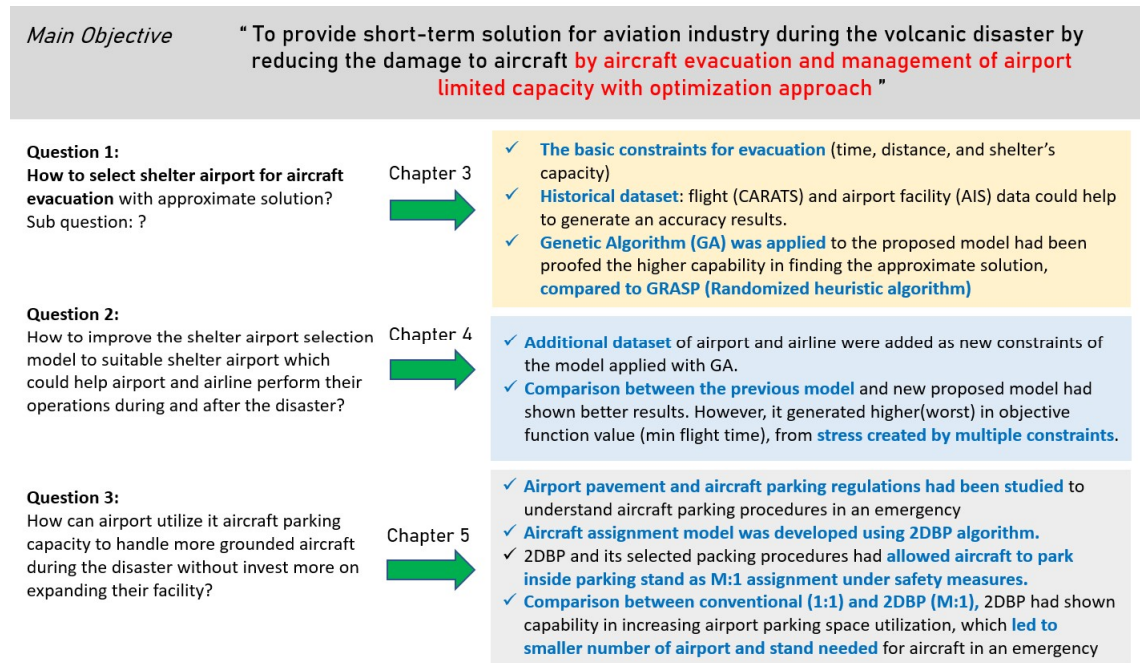 Main Objective
“ To provide short-term solution for aviation industry during the volcanic disaster by
reducing the damage to aircraft by aircraft evacuation and management of airport
limited capacity with optimization approach ”
Question 1:
How to select shelter airport for aircraft
evacuation with approximate solution?
Sub question: ?
Chapter 3
✓ The basic constraints for evacuation (time, distance, and shelter’s
capacity)
✓ Historical dataset: flight (CARATS) and airport facility (AIS) data could help
to generate an accuracy results.
✓ Genetic Algorithm (GA) was applied to the proposed model had been
proofed the higher capability in finding the approximate solution,
compared to GRASP (Randomized heuristic algorithm)
Question 2:
How to improve the shelter airport selection
model to suitable shelter airport which
could help airport and airline perform their
operations during and after the disaster?
Chapter 4
✓ Additional dataset of airport and airline were added as new constraints of
the model applied with GA.
✓ Comparison between the previous model and new proposed model had
shown better results. However, it generated higher(worst) in objective
function value (min flight time), from stress created by multiple constraints.
Question 3:
How can airport utilize it aircraft parking
capacity to handle more grounded aircraft
during the disaster without invest more on
expanding their facility?
Chapter 5
✓ Airport pavement and aircraft parking regulations had been studied to
understand aircraft parking procedures in an emergency
✓ Aircraft assignment model was developed using 2DBP algorithm.
✓ 2DBP and its selected packing procedures had allowed aircraft to park
inside parking stand as M:1 assignment under safety measures.
✓ Comparison between conventional (1:1) and 2DBP (M:1), 2DBP had shown
capability in increasing airport parking space utilization, which led to
smaller number of airport and stand needed for aircraft in an emergency